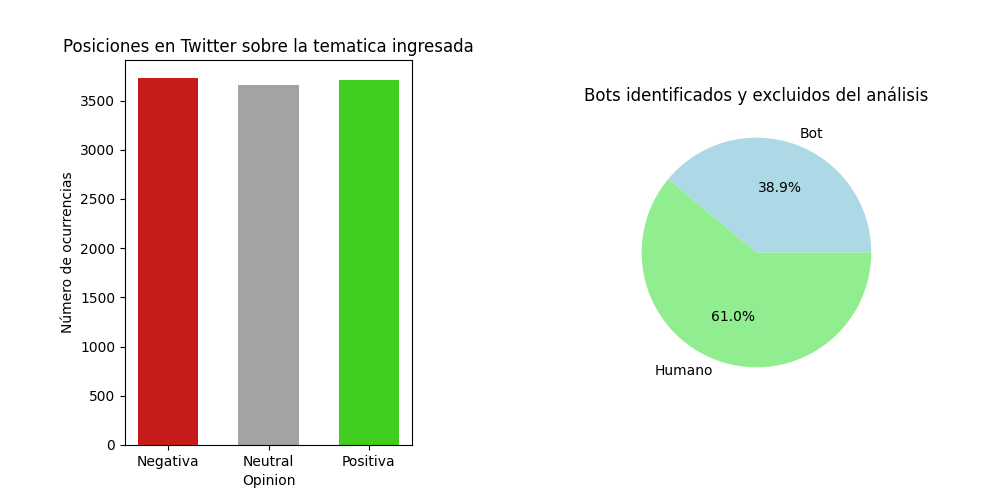 Posiciones en Twitter sobre la tematica ingresada
Número de ocurrencias
3500
3000
2500
2000
1500
1000
500
0
Negativa
Neutral
Positiva
Opinion
Bots identificados y excluidos del análisis
Bot
38.9%
61.0%
Humano